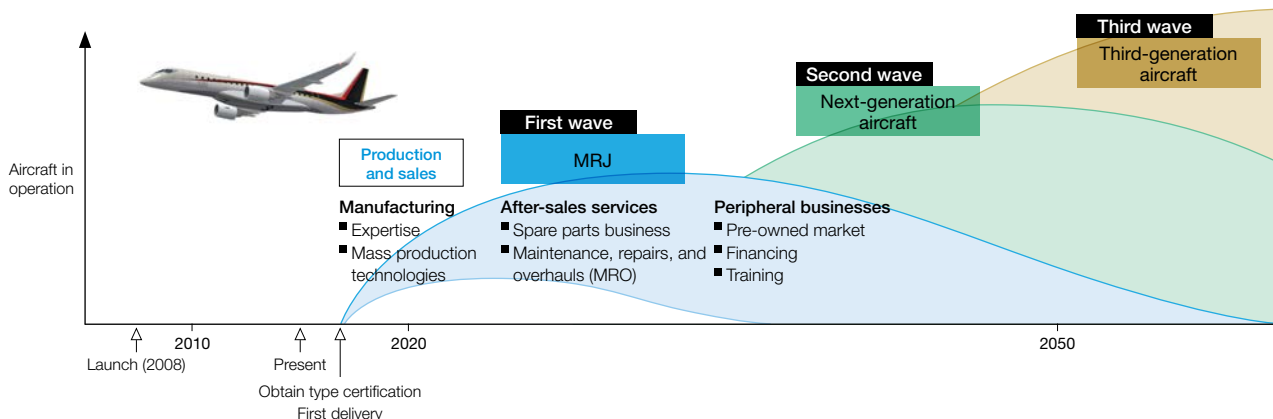 Third wave
Third-generation
aircraft
Second wave
Next-generation
aircraft
First wave
MRJ
Production
and sales
Aircraft in
operation
Manufacturing
■ Expertise
■ Mass production
technologies
After-sales services
■ Spare parts business
■ Maintenance, repairs, and
overhauls (MRO)
Peripheral businesses
■ Pre-owned market
■ Financing
■ Training
2010
2020
2050
Launch (2008)
Present
Obtain type certification
First delivery